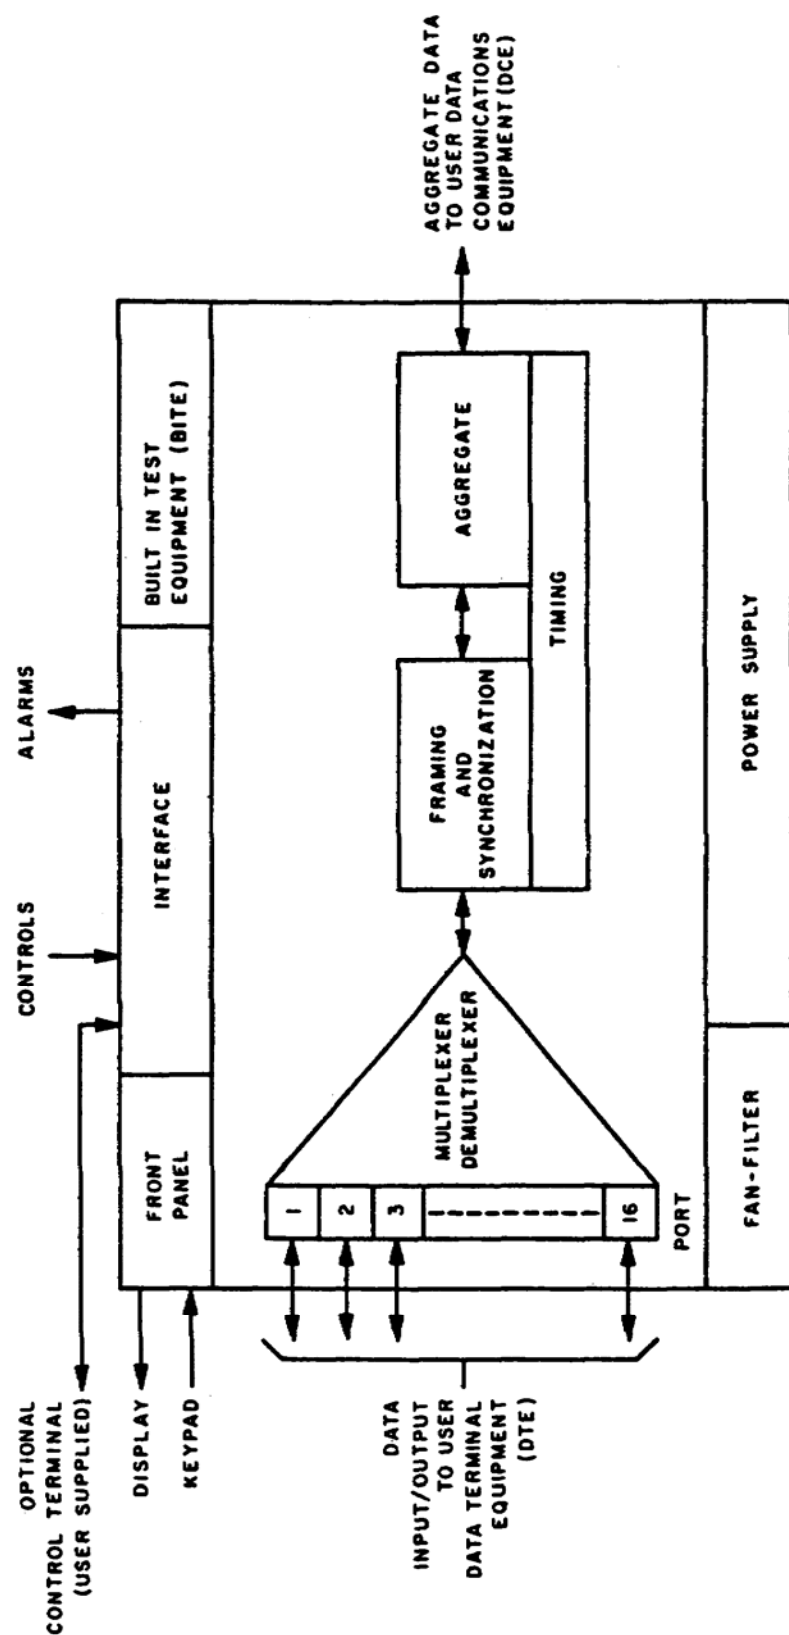 OPTIONAL
CONTROL TERMINAL
(USER SUPPLIED)
CONTROLS
ALARMS
DISPLAY
KEYPAD
FRONT
PANEL
INTERFACE
BUILT IN TEST
EQUIPMENT (BITE)
DATA
INPUT/OUTPUT
TO USER
DATA TERMINAL
EQUIPMENT
(DTE)
1
2
3
16
PORT
MULTIPLEXER
DEMULTIPLEXER
FRAMING
AND
SYNCHRONIZATION
AGGREGATE
TIMING
AGGREGATE DATA
TO USER DATA
COMMUNICATIONS
EQUIPMENT(DCE)
FAN-FILTER
POWER SUPPLY